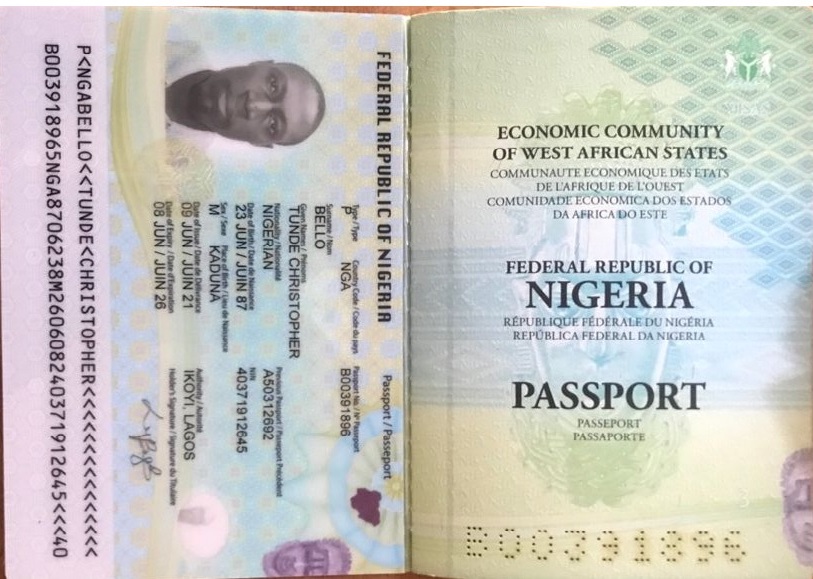 FEDERAL REPUBLIC OF NIGERIA
Passport / Passeport
Type / Type Country Code / Code du pays Passport No / Nº Passeport
P NGA B00391896
Surname / Nom
BELLO
Given Names / Prénoms
TUNDE CHRISTOPHER
Nationality / Nationalité Previous Passport / Passeport Précédent
NIGERIAN A50312692
Date of Birth / Date de Naissance NIN
23 JUN / JUIN 87 40371912645
Sex / Sexe Place of Birth / Lieu de Naissance
M KADUNA
Date of Issue / Date de Délivrance Authority / Autorité
09 JUN / JUIN 21 IKOYI, LAGOS
Date of Expiry / Date d'Expiration Holder's Signature / Signature du Titulaire
08 JUN / JUIN 26
P<NGABELLO<<TUNDE<CHRISTOPHER<<<<<<<<<<<<<<<
B003918965NGA8706238M26060824037191​2645<<<40
ECONOMIC COMMUNITY
OF WEST AFRICAN STATES
COMMUNAUTE ECONOMIQUE DES ETATS
DE L'AFRIQUE DE L'OUEST
COMUNIDADE ECONOMICA DOS ESTADOS
DA AFRICA DO ESTE
FEDERAL REPUBLIC OF
NIGERIA
RÉPUBLIQUE FÉDÉRALE DU NIGÉRIA
REPÚBLICA FEDERAL DA NIGERIA
PASSPORT
PASSEPORT
PASSAPORTE
B00391896